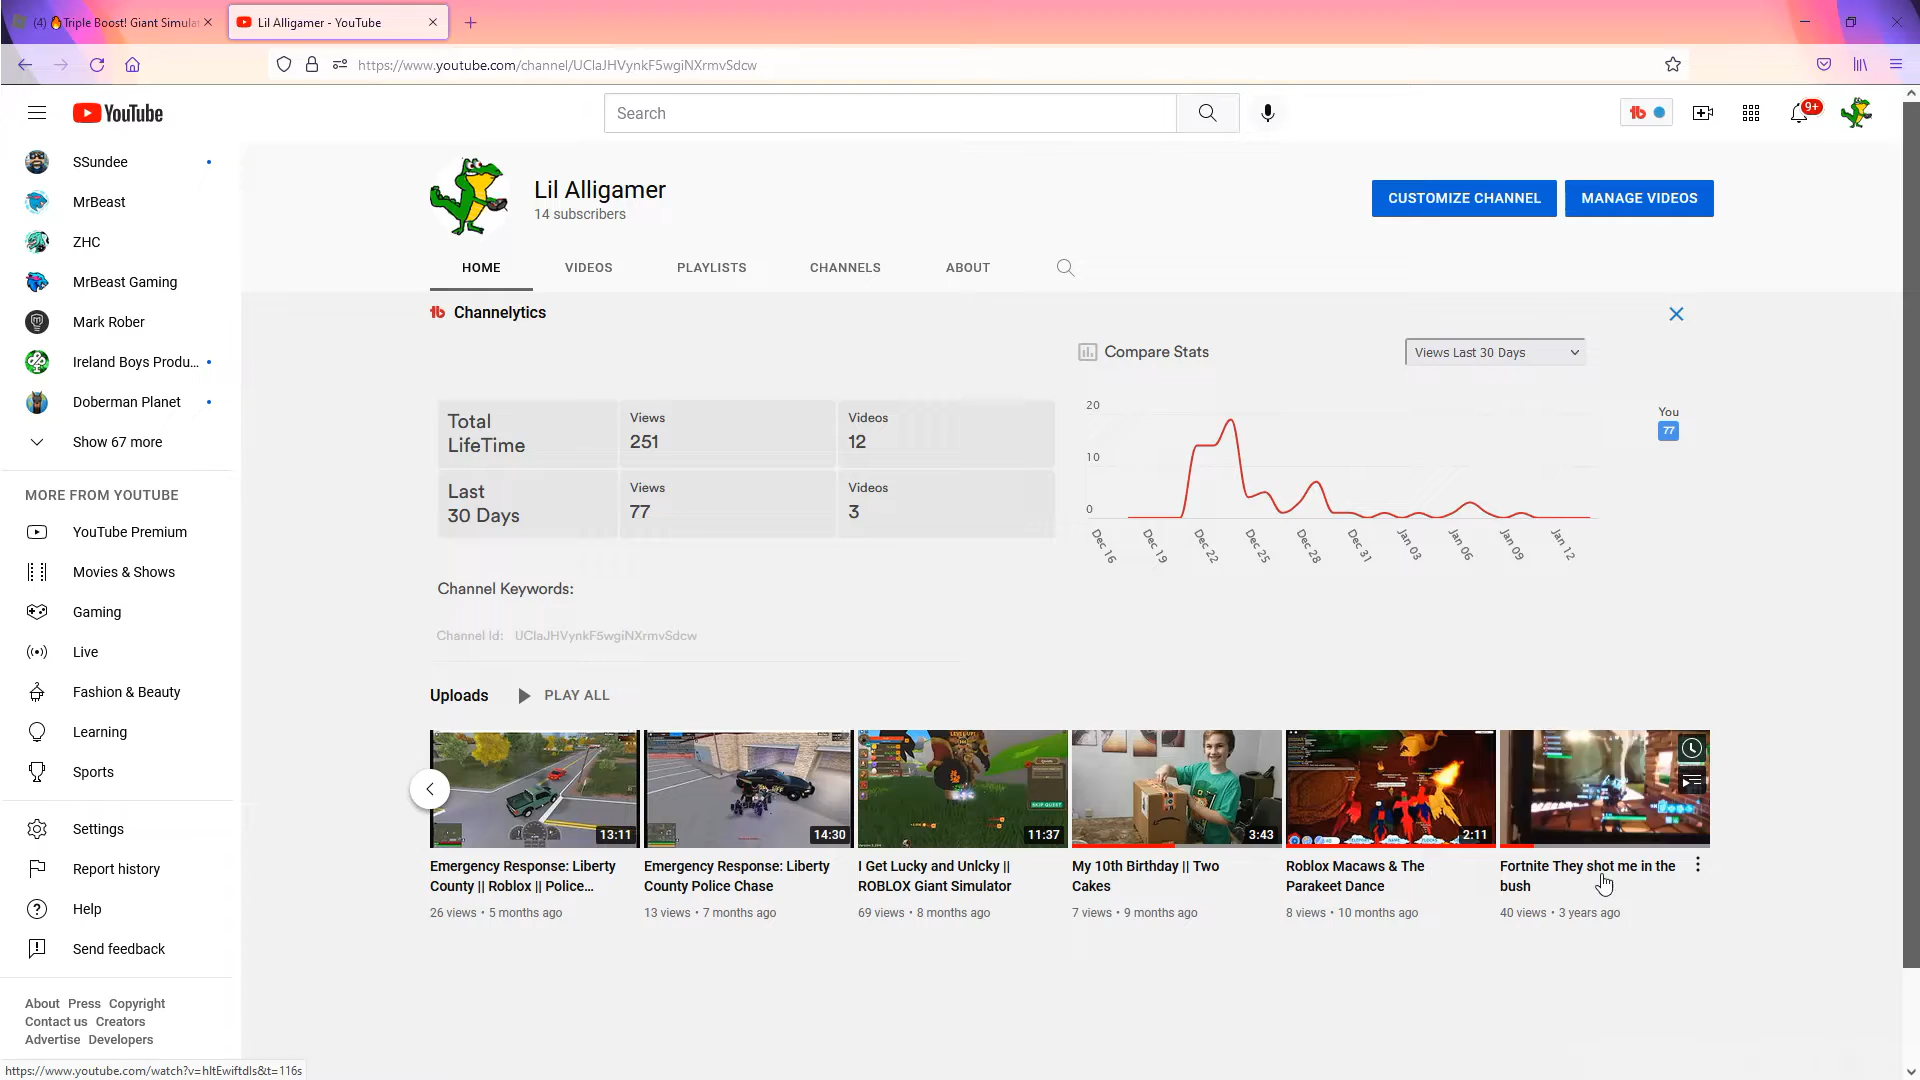 (4) 🔥Triple Boost! Giant Simula
Lil Alligamer - YouTube
https://www.youtube.com/channel/UClaJHVynkF5wgiNXrmvSdcw
YouTube
Search
9+
SSundee
MrBeast
ZHC
MrBeast Gaming
Mark Rober
Ireland Boys Produ...
Doberman Planet
Show 67 more
MORE FROM YOUTUBE
YouTube Premium
Movies & Shows
Gaming
Live
Fashion & Beauty
Learning
Sports
Settings
Report history
Help
Send feedback
About Press Copyright
Contact us Creators
Advertise Developers
Lil Alligamer
14 subscribers
CUSTOMIZE CHANNEL
MANAGE VIDEOS
HOME VIDEOS PLAYLISTS CHANNELS ABOUT
Channelytics
Total
LifeTime
Views
251
Videos
12
Last
30 Days
Views
77
Videos
3
Compare Stats
Views Last 30 Days
20
10
0
Dec 16 Dec 19 Dec 22 Dec 25 Dec 28 Dec 31 Jan 03 Jan 06 Jan 09 Jan 12
You
77
Channel Keywords:
Channel Id: UClaJHVynkF5wgiNXrmvSdcw
Uploads PLAY ALL
13:11
Emergency Response: Liberty
County || Roblox || Police...
26 views • 5 months ago
14:30
Emergency Response: Liberty
County Police Chase
13 views • 7 months ago
LEVEL UP!
SKIP QUEST
11:37
I Get Lucky and Unlcky ||
ROBLOX Giant Simulator
69 views • 8 months ago
3:43
My 10th Birthday || Two
Cakes
7 views • 9 months ago
2:11
Roblox Macaws & The
Parakeet Dance
8 views • 10 months ago
Fortnite They shot me in the
bush
40 views • 3 years ago
https://www.youtube.com/watch?v=hltEwiftdls&t=116s